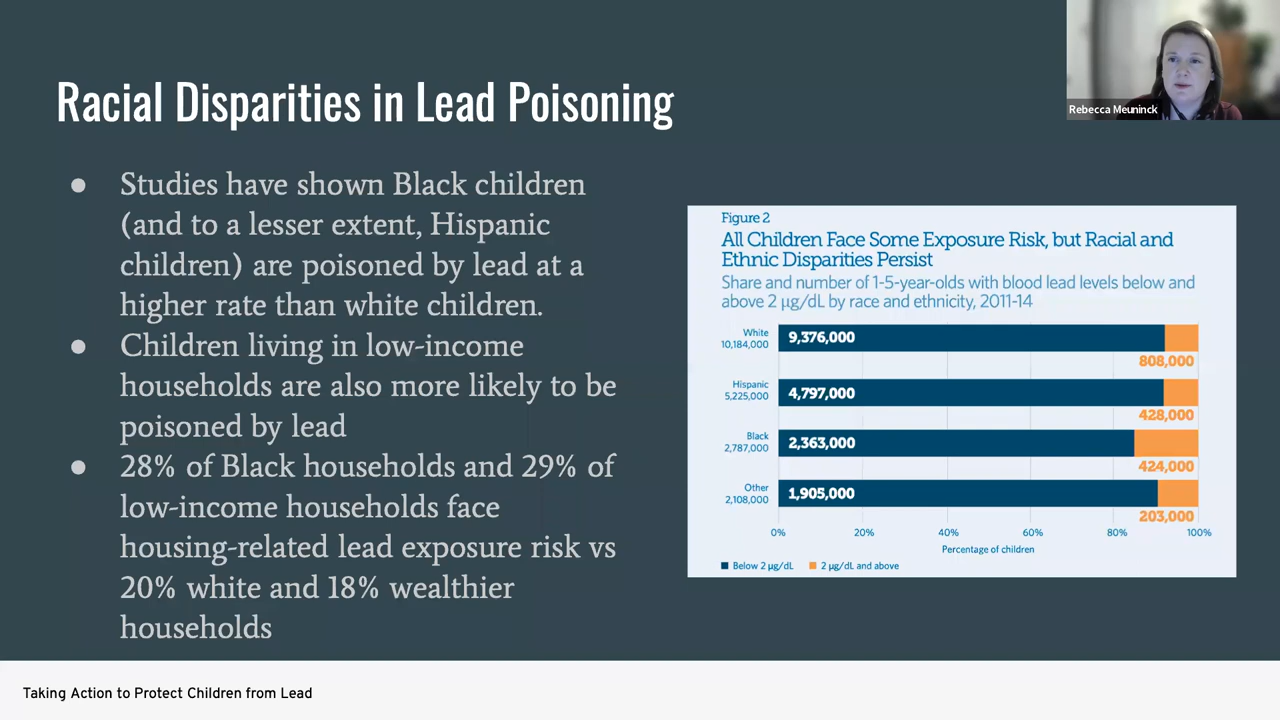 Racial Disparities in Lead Poisoning
● Studies have shown Black children
(and to a lesser extent, Hispanic
children) are poisoned by lead at a
higher rate than white children.
● Children living in low-income
households are also more likely to be
poisoned by lead
● 28% of Black households and 29% of
low-income households face
housing-related lead exposure risk vs
20% white and 18% wealthier
households
Rebecca Meuninck
Figure 2
All Children Face Some Exposure Risk, but Racial and
Ethnic Disparities Persist
Share and number of 1-5-year-olds with blood lead levels below and
above 2 µg/dL by race and ethnicity, 2011-14
White
10,184,000
9,376,000
808,000
Hispanic
5,225,000
4,797,000
428,000
Black
2,787,000
2,363,000
424,000
Other
2,108,000
1,905,000
203,000
0% 20% 40% 60% 80% 100%
Percentage of children
Below 2 µg/dL 2 µg/dL and above
Taking Action to Protect Children from Lead